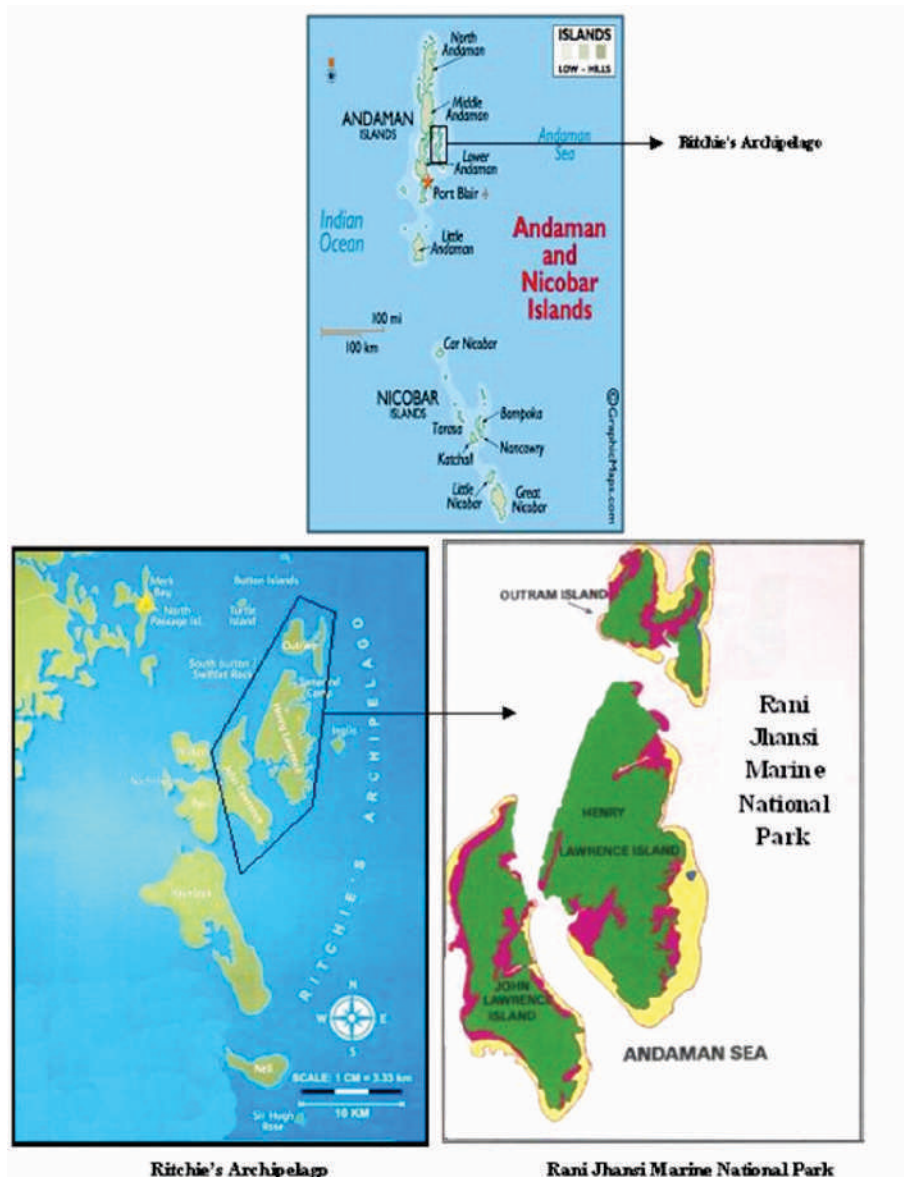 ISLANDS
LOW - HILLS
North
Andaman
Middle
Andaman
ANDAMAN
ISLANDS
Andaman
Sea
Ritchie's Archipelago
Lower
Andaman
Port Blair
Indian
Ocean
Little
Andaman
Andaman
and
Nicobar
Islands
100 mi
100 km
Car Nicobar
NICOBAR
ISLANDS
Bompoka
Tarasa
Nancowry
Katchall
Little
Nicobar
Great
Nicobar
©GraphicMaps.com
Button Islands
Bay
North
Passage Isl.
Turtle
Island
Outram
South button
Swiftlet Rock
Henry Lawrence
Inglis
John Lawrence
Havelock
RITCHIE'S ARCHIPELAGO
N
W
E
S
Neil
SCALE: 1 CM = 3.33 km
10 KM
Sir Hugh
Rose
Ritchie's Archipelago
OUTRAM ISLAND
Rani
Jhansi
Marine
National
Park
HENRY
LAWRENCE ISLAND
JOHN
LAWRENCE
ISLAND
ANDAMAN SEA
Rani Jhansi Marine National Park